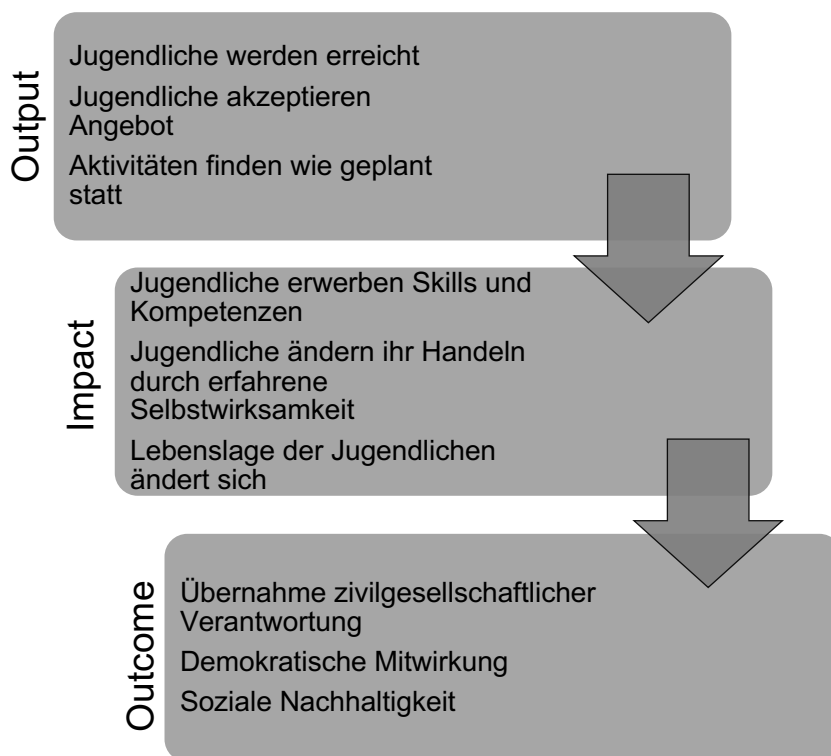 Output
Jugendliche werden erreicht
Jugendliche akzeptieren
Angebot
Aktivitäten finden wie geplant
statt
Impact
Jugendliche erwerben Skills und
Kompetenzen
Jugendliche ändern ihr Handeln
durch erfahrene
Selbstwirksamkeit
Lebenslage der Jugendlichen
ändert sich
Outcome
Übernahme zivilgesellschaftlicher
Verantwortung
Demokratische Mitwirkung
Soziale Nachhaltigkeit